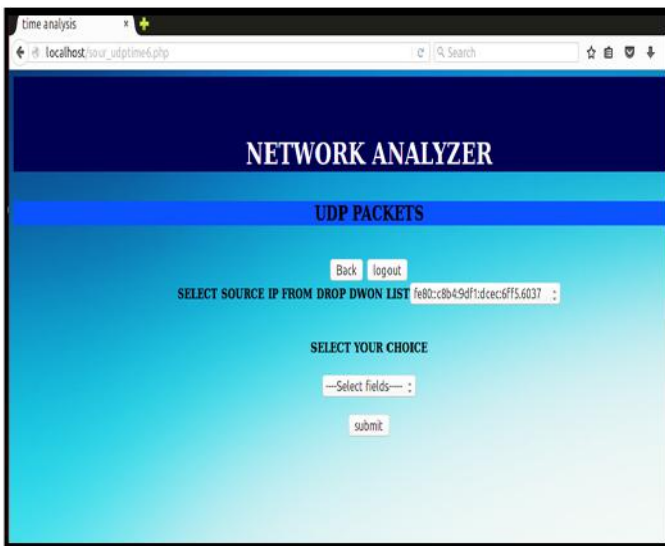 time analysis
localhost/sour_udptime6.php
Search
NETWORK ANALYZER
UDP PACKETS
Back logout
SELECT SOURCE IP FROM DROP DWON LIST fe80::c8b4:9df1:dcec:6ff5.6037
SELECT YOUR CHOICE
----Select fields----
submit